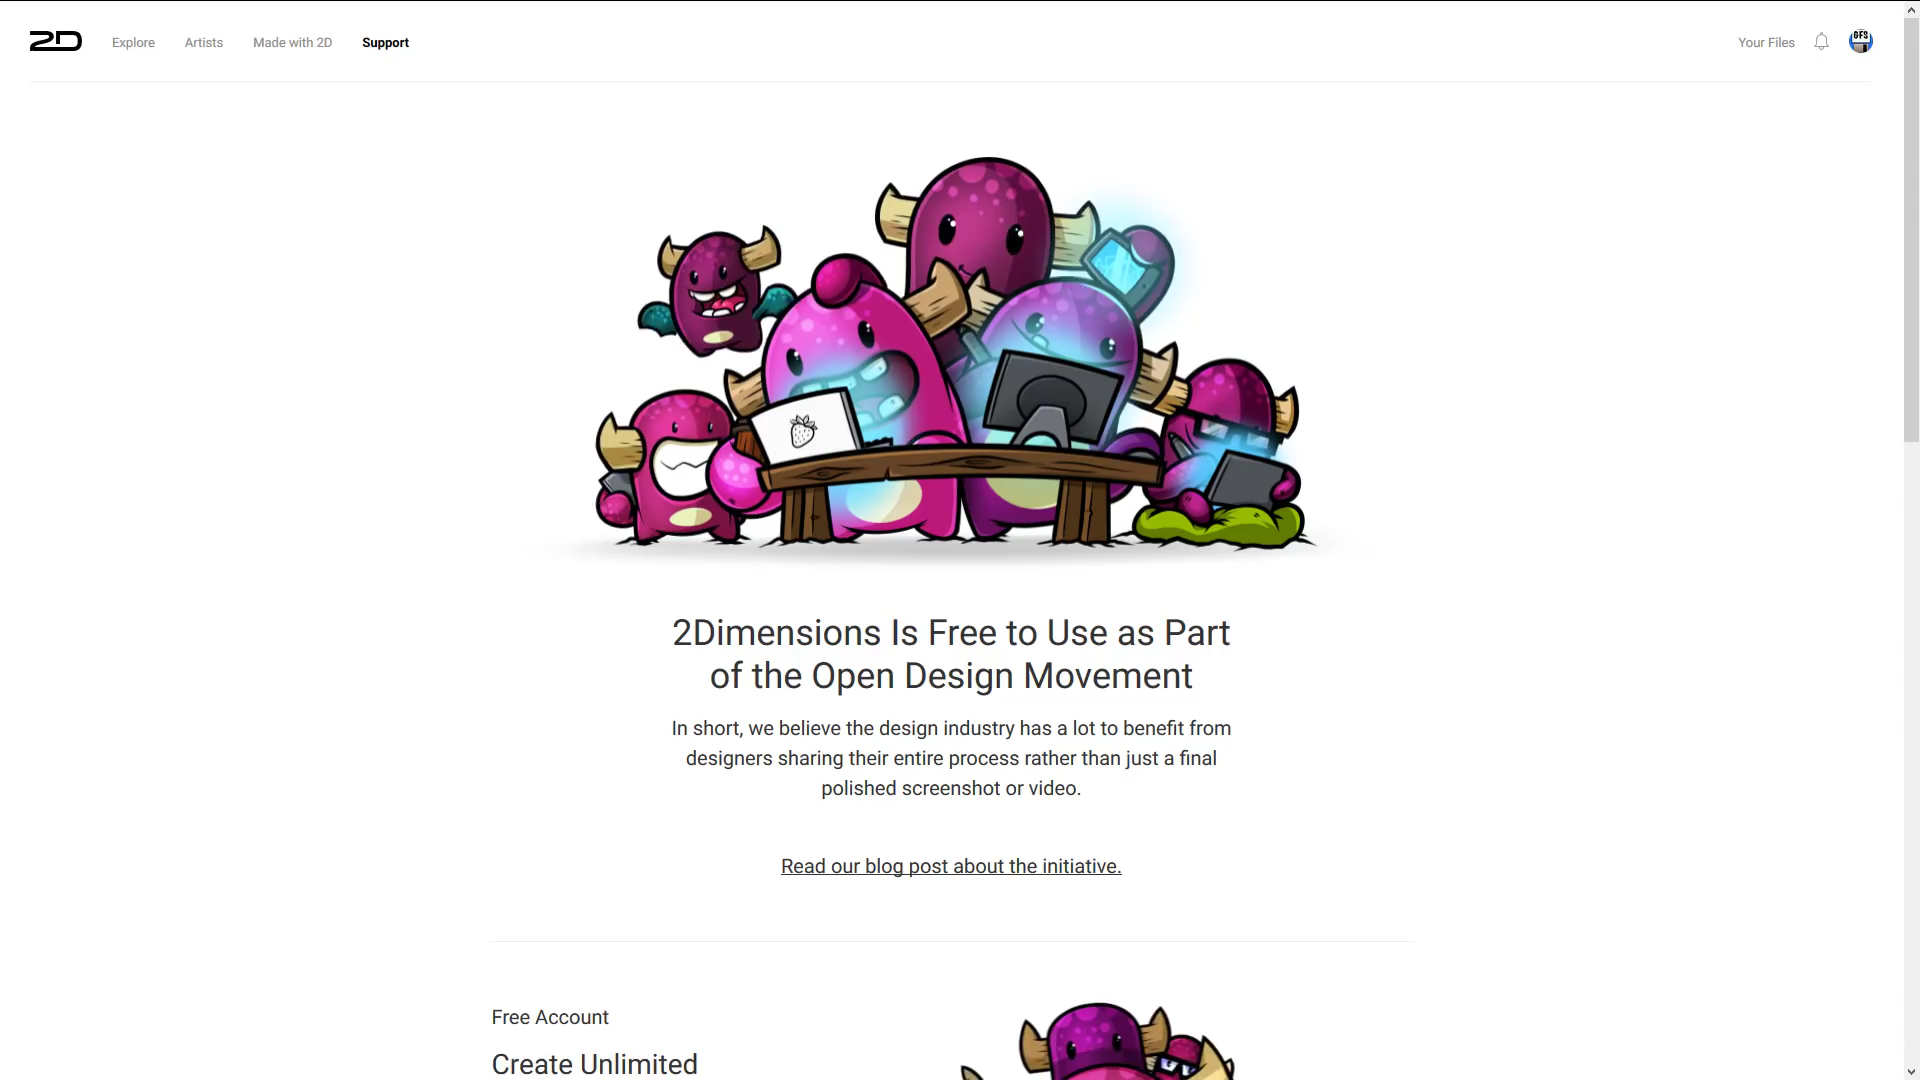 2D Explore Artists Made with 2D Support Your Files GFS
2Dimensions Is Free to Use as Part
of the Open Design Movement
In short, we believe the design industry has a lot to benefit from
designers sharing their entire process rather than just a final
polished screenshot or video.
Read our blog post about the initiative.
Free Account
Create Unlimited